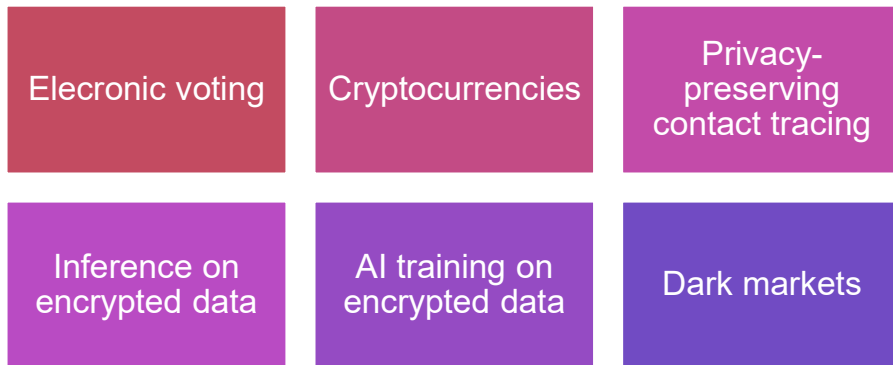 Elecronic voting
Cryptocurrencies
Privacy-
preserving
contact tracing
Inference on
encrypted data
AI training on
encrypted data
Dark markets